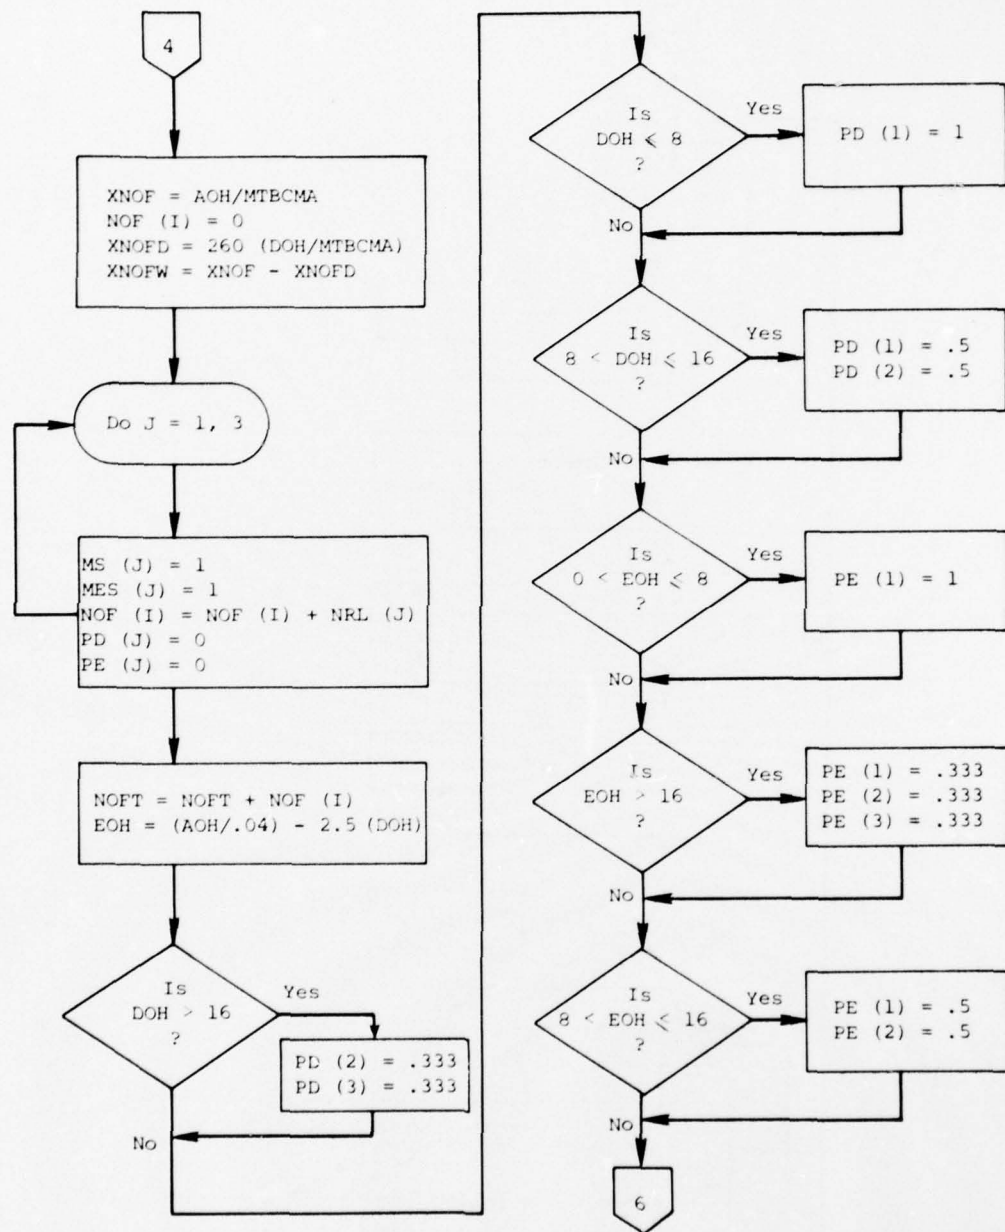 4
XNOF = AOH/MTBCMA
NOF (I) = 0
XNOFD = 260 (DOH/MTBCMA)
XNOFW = XNOF - XNOFD
Do J = 1, 3
MS (J) = 1
MES (J) = 1
NOF (I) = NOF (I) + NRL (J)
PD (J) = 0
PE (J) = 0
NOFT = NOFT + NOF (I)
EOH = (AOH/.04) - 2.5 (DOH)
Is
DOH > 16
?
Yes
PD (2) = .333
PD (3) = .333
No
Is
DOH ≤ 8
?
Yes
PD (1) = 1
No
Is
8 < DOH ≤ 16
?
Yes
PD (1) = .5
PD (2) = .5
No
Is
0 < EOH ≤ 8
?
Yes
PE (1) = 1
No
Is
EOH > 16
?
Yes
PE (1) = .333
PE (2) = .333
PE (3) = .333
No
Is
8 < EOH ≤ 16
?
Yes
PE (1) = .5
PE (2) = .5
No
6